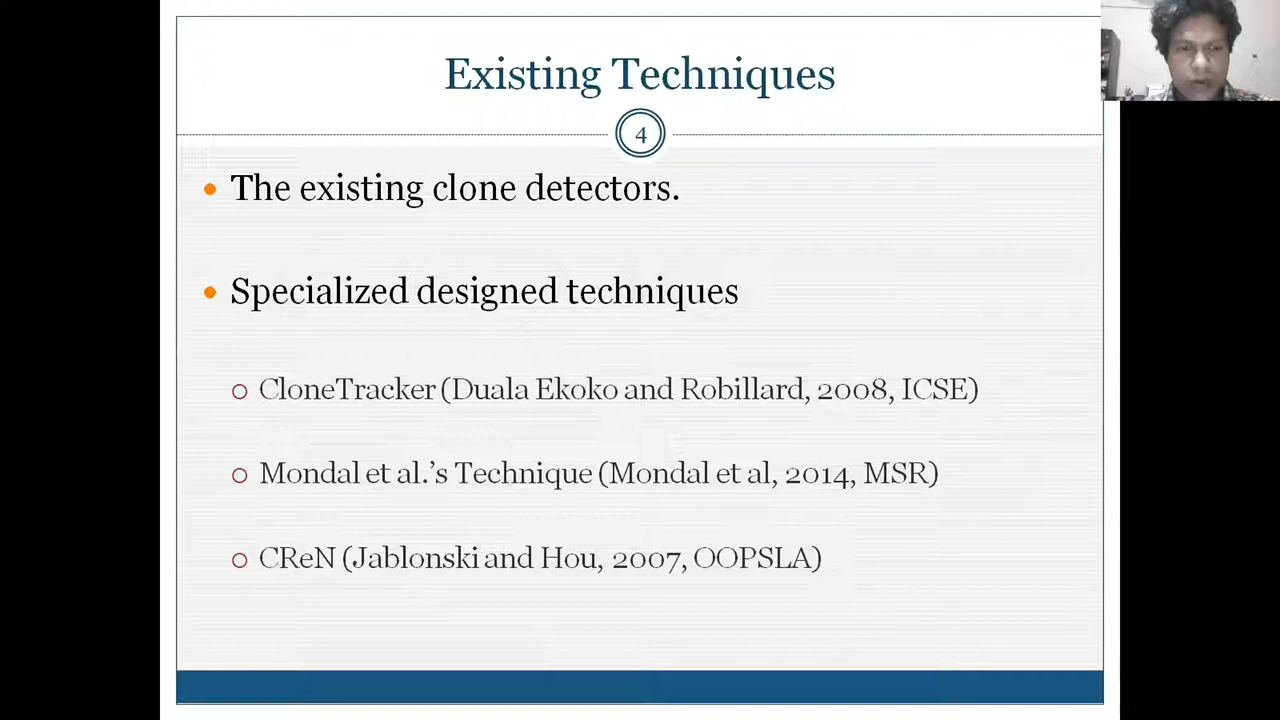 Existing Techniques
4
The existing clone detectors.
Specialized designed techniques
CloneTracker (Duala Ekoko and Robillard, 2008, ICSE)
Mondal et al.’s Technique (Mondal et al, 2014, MSR)
CReN (Jablonski and Hou, 2007, OOPSLA)